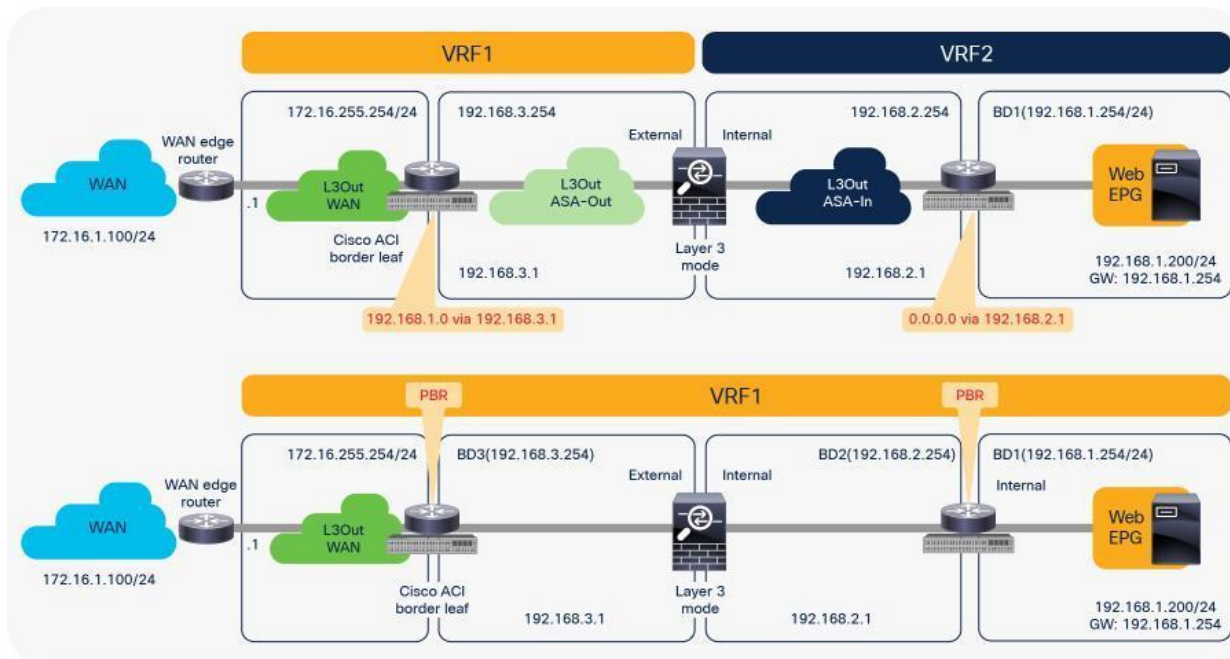 VRF1
VRF2
172.16.255.254/24
192.168.3.254
192.168.2.254
BD1(192.168.1.254/24)
External
Internal
WAN edge
router
WAN
L3Out
WAN
L3Out
ASA-Out
L3Out
ASA-In
Web
EPG
.1
172.16.1.100/24
Cisco ACI
border leaf
192.168.3.1
Layer 3
mode
192.168.2.1
192.168.1.200/24
GW: 192.168.1.254
192.168.1.0 via 192.168.3.1
0.0.0.0 via 192.168.2.1
VRF1
PBR
PBR
172.16.255.254/24
BD3(192.168.3.254)
BD2(192.168.2.254)
BD1(192.168.1.254/24)
External
Internal
Internal
WAN edge
router
WAN
L3Out
WAN
Web
EPG
.1
172.16.1.100/24
Cisco ACI
border leaf
192.168.3.1
Layer 3
mode
192.168.2.1
192.168.1.200/24
GW: 192.168.1.254